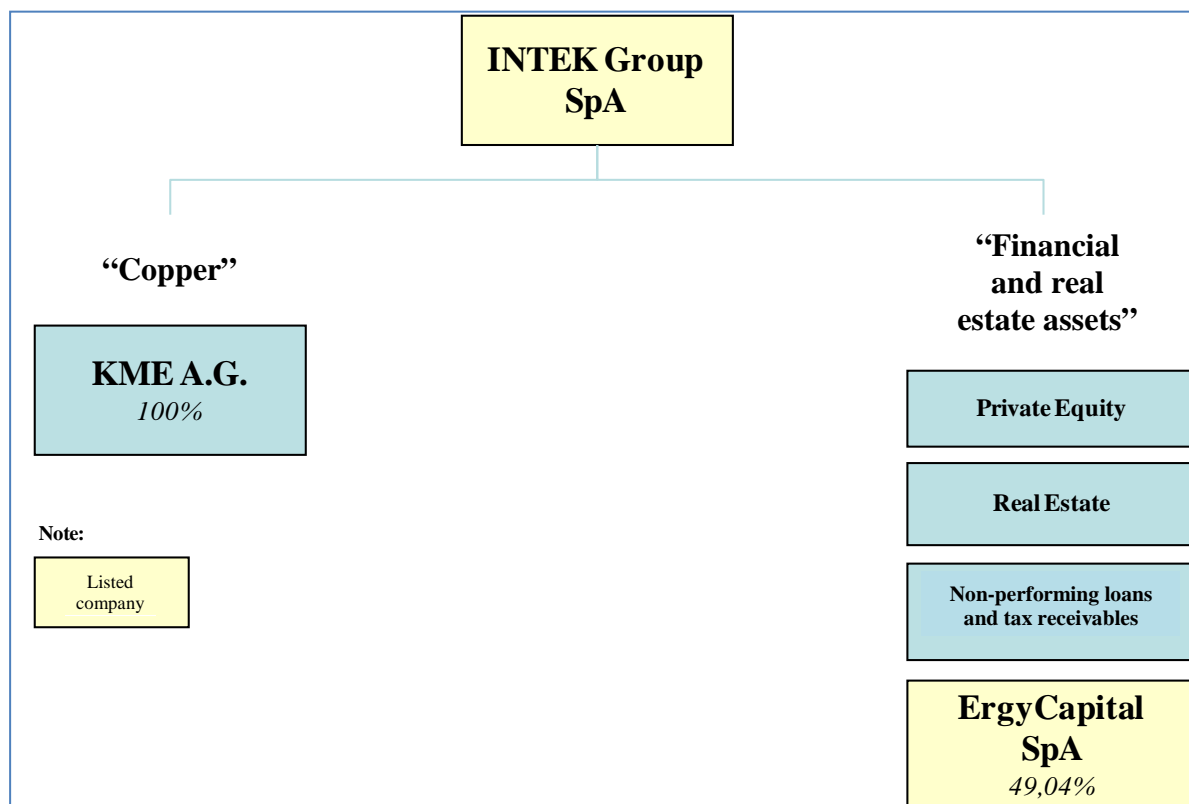 INTEK Group
SpA
“Copper”
KME A.G.
100%
Note:
Listed
company
“Financial
and real
estate assets”
Private Equity
Real Estate
Non-performing loans
and tax receivables
ErgyCapital
SpA
49,04%